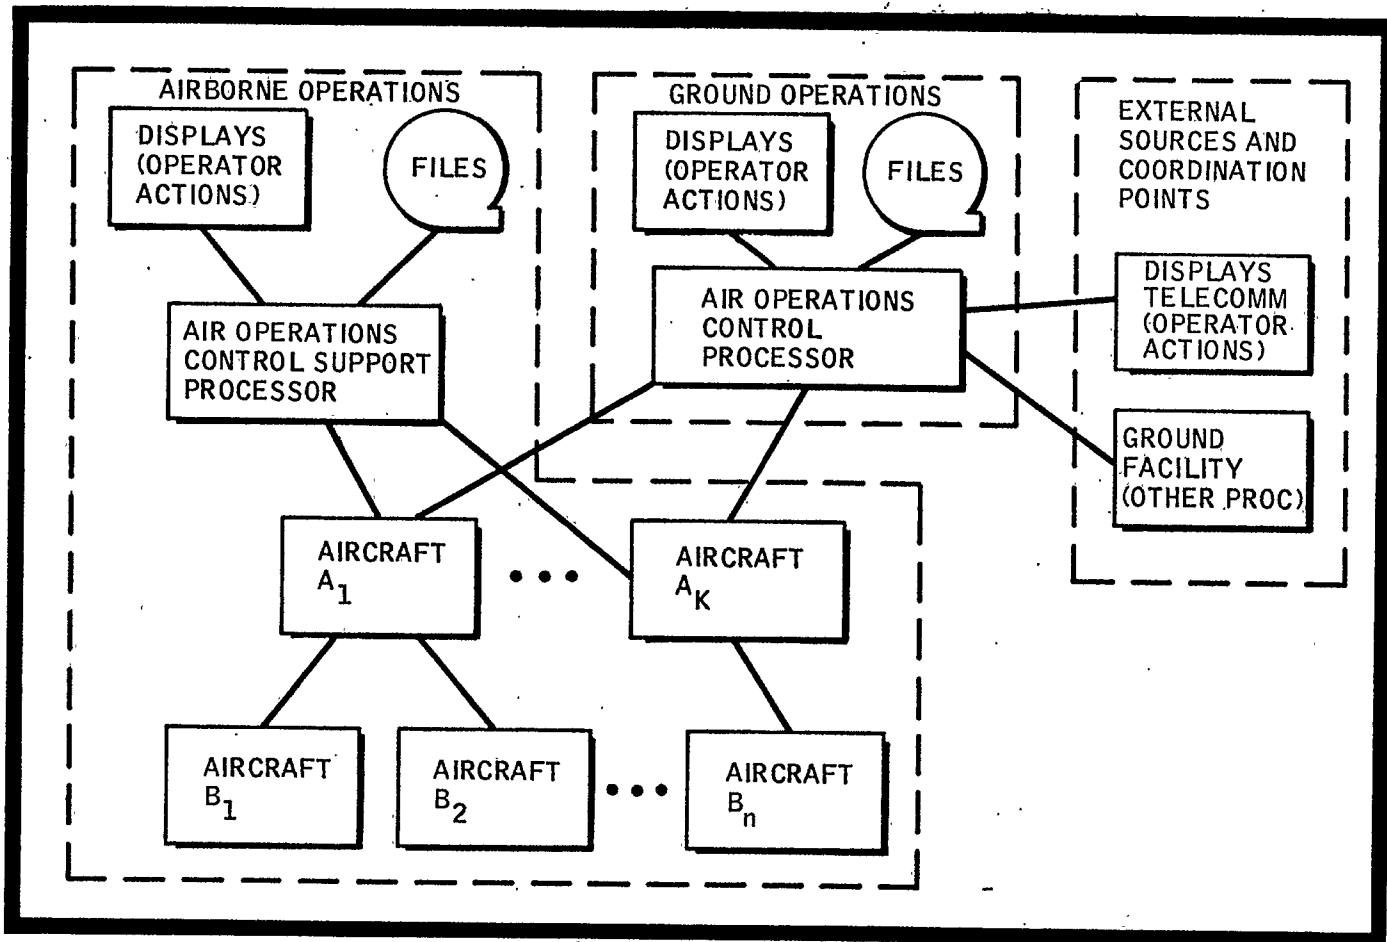 AIRBORNE OPERATIONS
DISPLAYS
(OPERATOR
ACTIONS)
FILES
AIR OPERATIONS
CONTROL SUPPORT
PROCESSOR
GROUND OPERATIONS
DISPLAYS
(OPERATOR
ACTIONS)
FILES
AIR OPERATIONS
CONTROL
PROCESSOR
EXTERNAL
SOURCES AND
COORDINATION
POINTS
DISPLAYS
TELECOMM
(OPERATOR
ACTIONS)
GROUND
FACILITY
(OTHER PROC)
AIRCRAFT
A1
• • •
AIRCRAFT
AK
AIRCRAFT
B1
AIRCRAFT
B2
• • •
AIRCRAFT
Bn